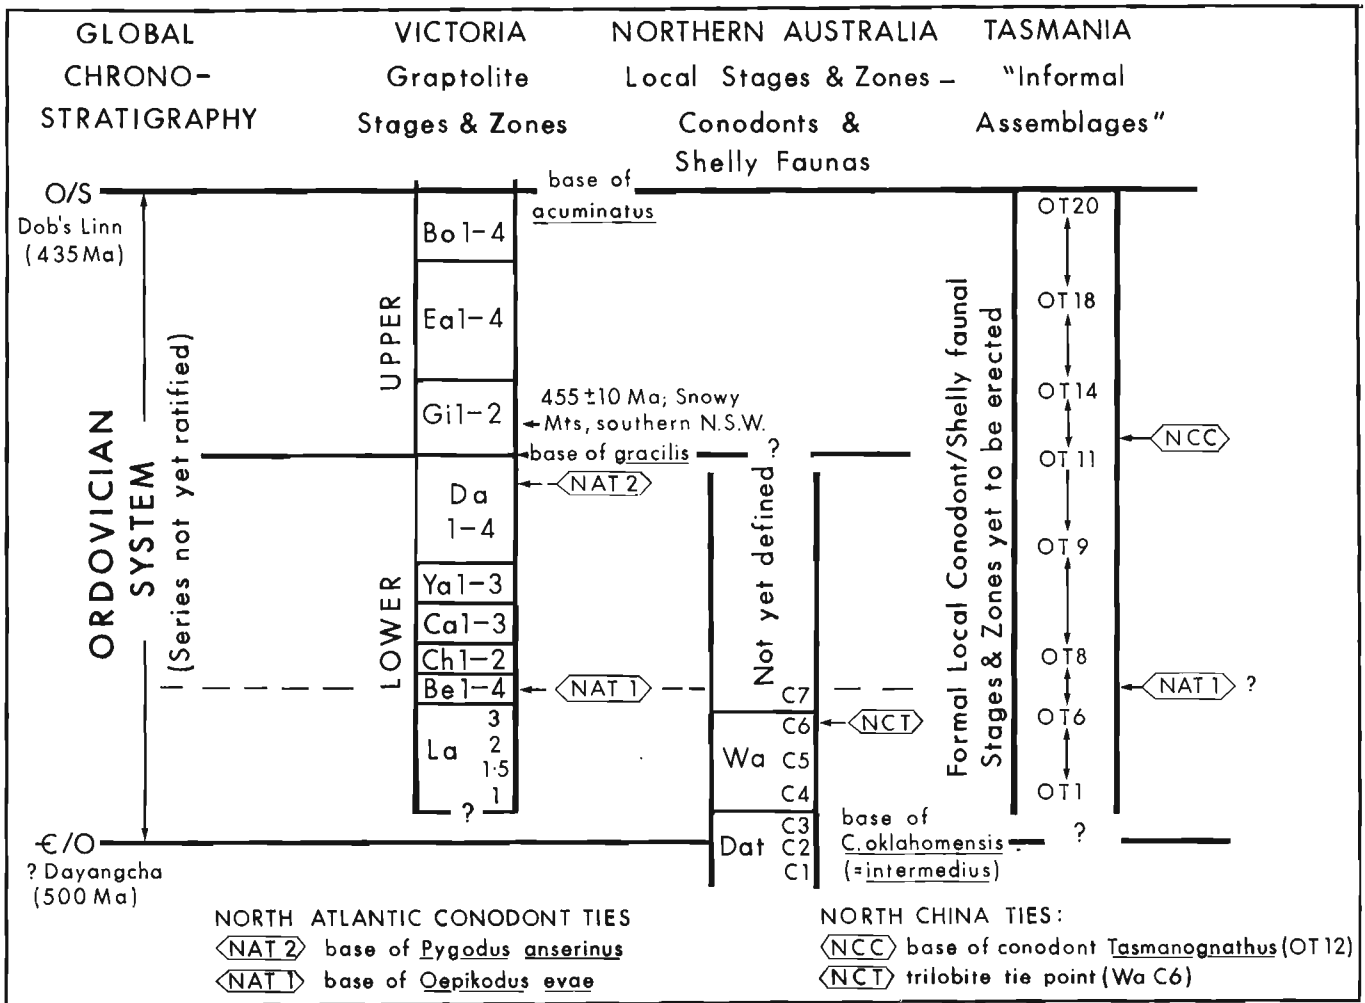 GLOBAL
CHRONO-
STRATIGRAPHY
VICTORIA
Graptolite
Stages & Zones
NORTHERN AUSTRALIA
Local Stages & Zones –
Conodonts &
Shelly Faunas
TASMANIA
"Informal
Assemblages"
O/S
Dob's Linn
(435Ma)
ORDOVICIAN
SYSTEM
(Series not yet ratified)
Є/O
? Dayangcha
(500 Ma)
UPPER
LOWER
Bo 1–4
Ea 1–4
Gi 1–2
Da
1–4
Ya 1–3
Ca 1–3
Ch 1–2
Be 1–4
La
3
2
1·5
1
?
base of
acuminatus
455 ±10 Ma; Snowy
Mts, southern N.S.W.
base of gracilis
?
NAT 2
NAT 1
Not yet defined
C7
Wa
C6
C5
C4
Dat
C3
C2
C1
NCT
base of
C. oklahomensis
(=intermedius)
Formal Local Conodont/Shelly faunal
Stages & Zones yet to be erected
OT20
OT18
OT14
OT11
OT9
OT8
OT6
OT1
?
NCC
NAT 1 ?
NORTH ATLANTIC CONODONT TIES
NAT 2 base of Pygodus anserinus
NAT 1 base of Oepikodus evae
NORTH CHINA TIES:
NCC base of conodont Tasmanognathus (OT12)
NCT trilobite tie point (Wa C6)